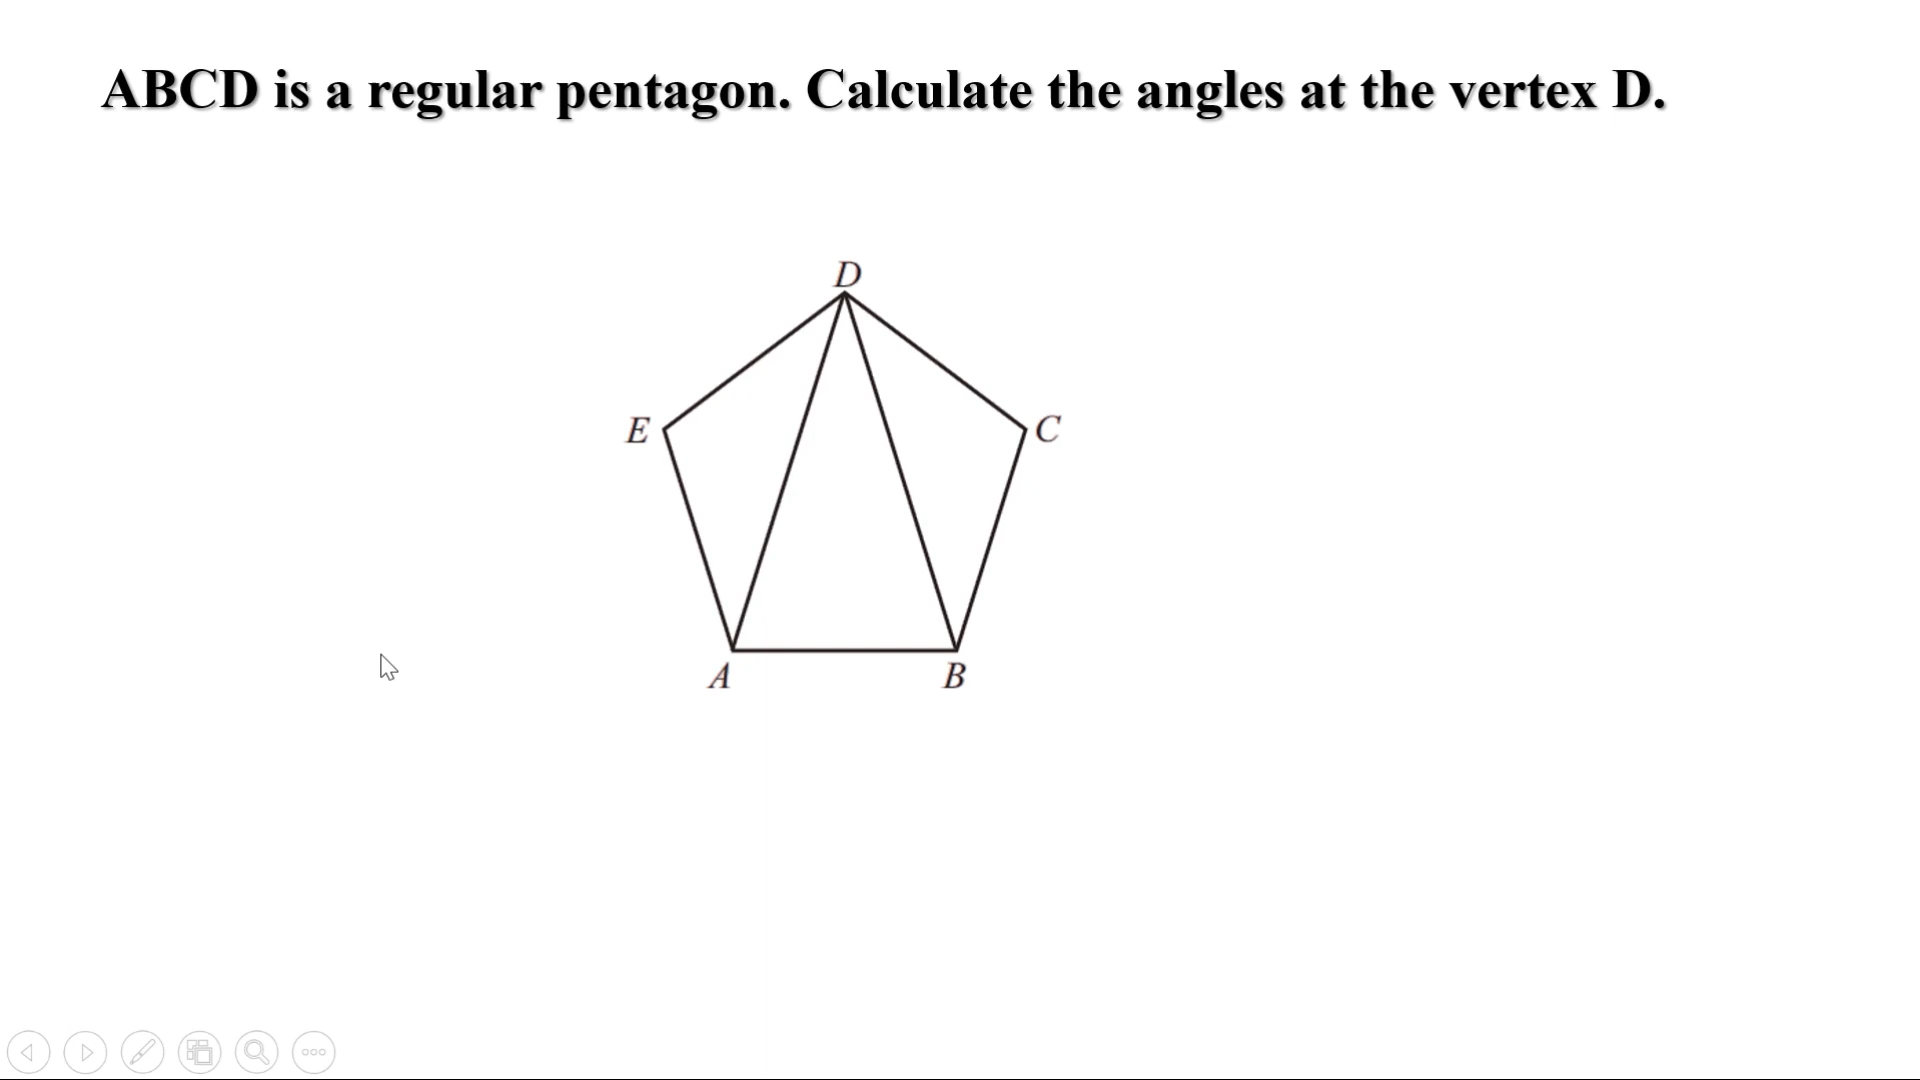 ABCD is a regular pentagon. Calculate the angles at the vertex D.
D
E
C
A
B